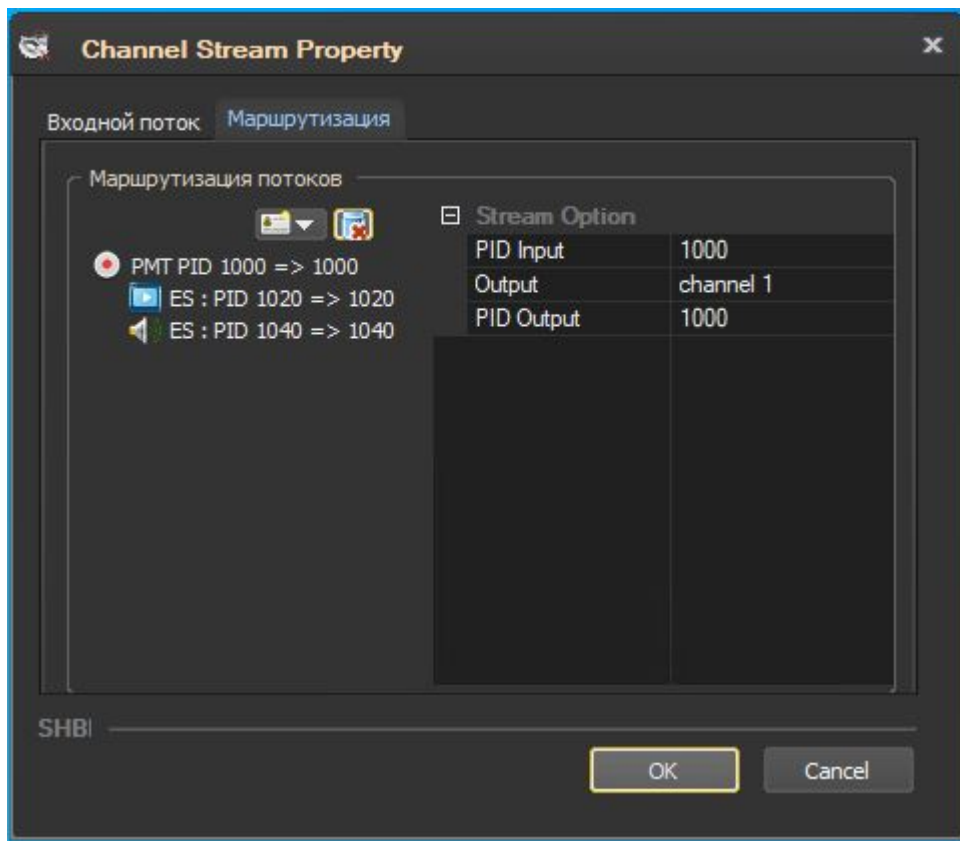 Channel Stream Property
Входной поток Маршрутизация
Маршрутизация потоков
Stream Option
PMT PID 1000 => 1000
ES : PID 1020 => 1020
ES : PID 1040 => 1040
PID Input 1000
Output channel 1
PID Output 1000
SHB
OK Cancel